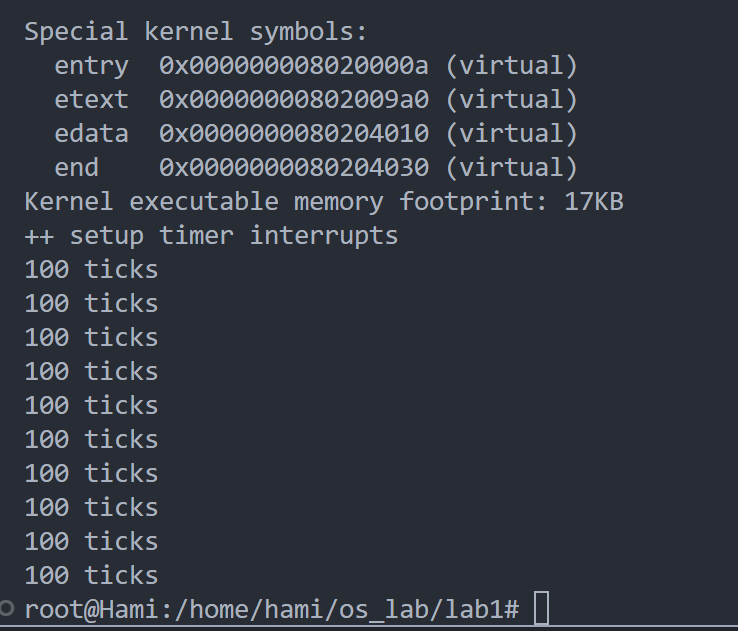 Special kernel symbols:
  entry  0x000000008020000a (virtual)
  etext  0x00000000802009a0 (virtual)
  edata  0x0000000080204010 (virtual)
  end    0x0000000080204030 (virtual)
Kernel executable memory footprint: 17KB
++ setup timer interrupts
100 ticks
100 ticks
100 ticks
100 ticks
100 ticks
100 ticks
100 ticks
100 ticks
100 ticks
100 ticks
root@Hami:/home/hami/os_lab/lab1#